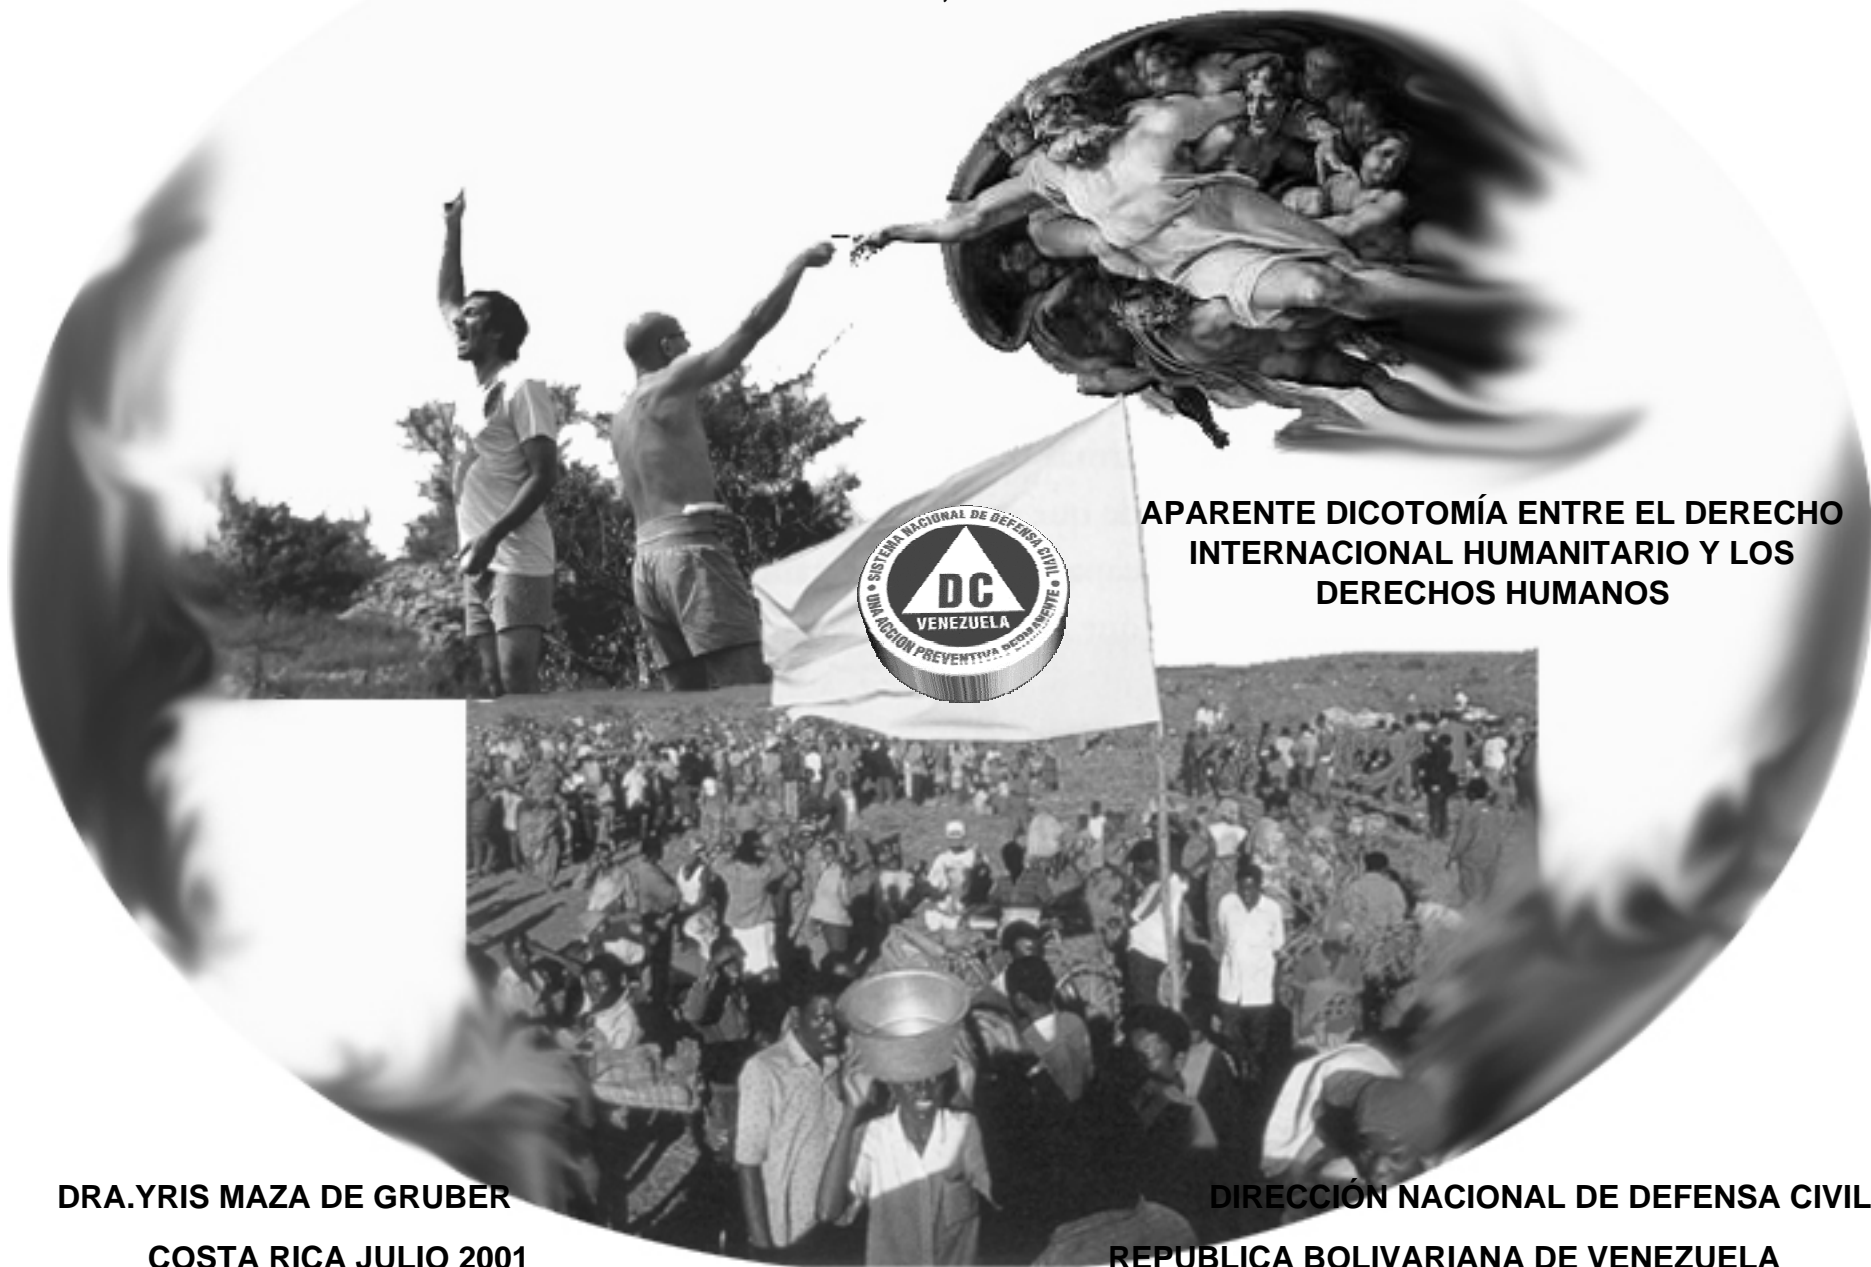 APARENTE DICOTOMÍA ENTRE EL DERECHO
INTERNACIONAL HUMANITARIO Y LOS
DERECHOS HUMANOS
SISTEMA NACIONAL DE DEFENSA CIVIL
DC
VENEZUELA
UNA ACCION PREVENTIVA PERMANENTE
DRA.YRIS MAZA DE GRUBER
DIRECCIÓN NACIONAL DE DEFENSA CIVIL
COSTA RICA JULIO 2001
REPUBLICA BOLIVARIANA DE VENEZUELA